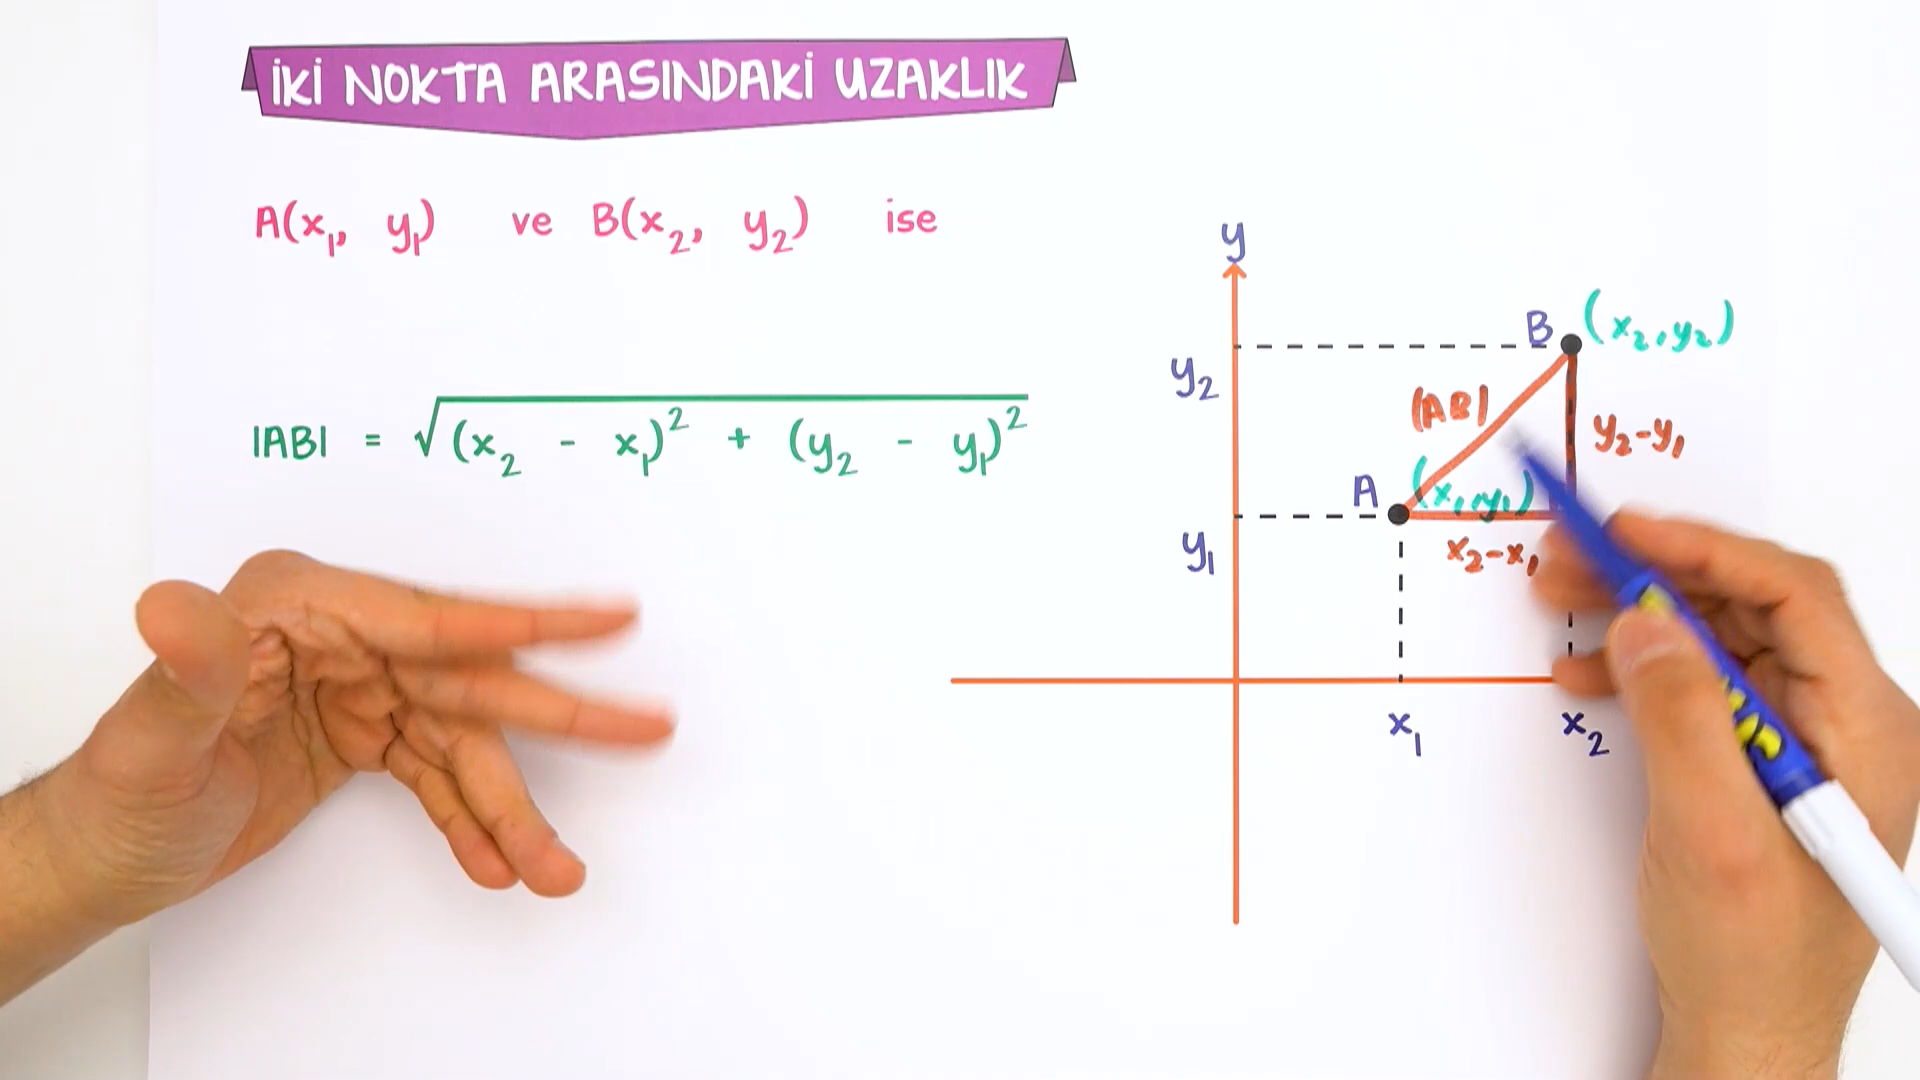 İKİ NOKTA ARASINDAKİ UZAKLIK
A(x₁, y₁) ve B(x₂, y₂) ise
|AB| = √((x₂ - x₁)² + (y₂ - y₁)²)
y
B (x₂, y₂)
y₂
|AB|
y₂-y₁
A (x₁, y₁)
y₁
x₂-x₁
x₁ x₂